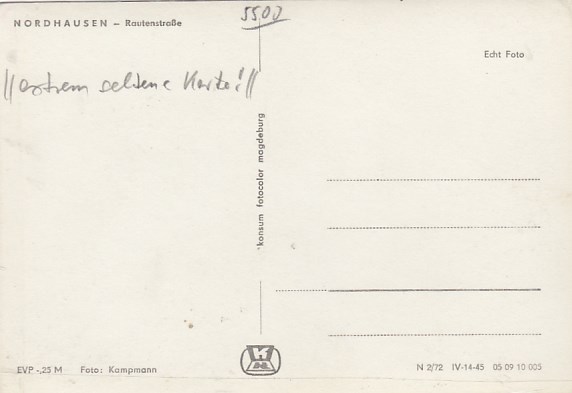 5500
NORDHAUSEN – Rautenstraße
Echt Foto
||extrem seltene Karte!||
konsum fotocolor magdeburg
EVP -,25 M Foto: Kampmann
N 2/72 IV-14-45 05 09 10 005